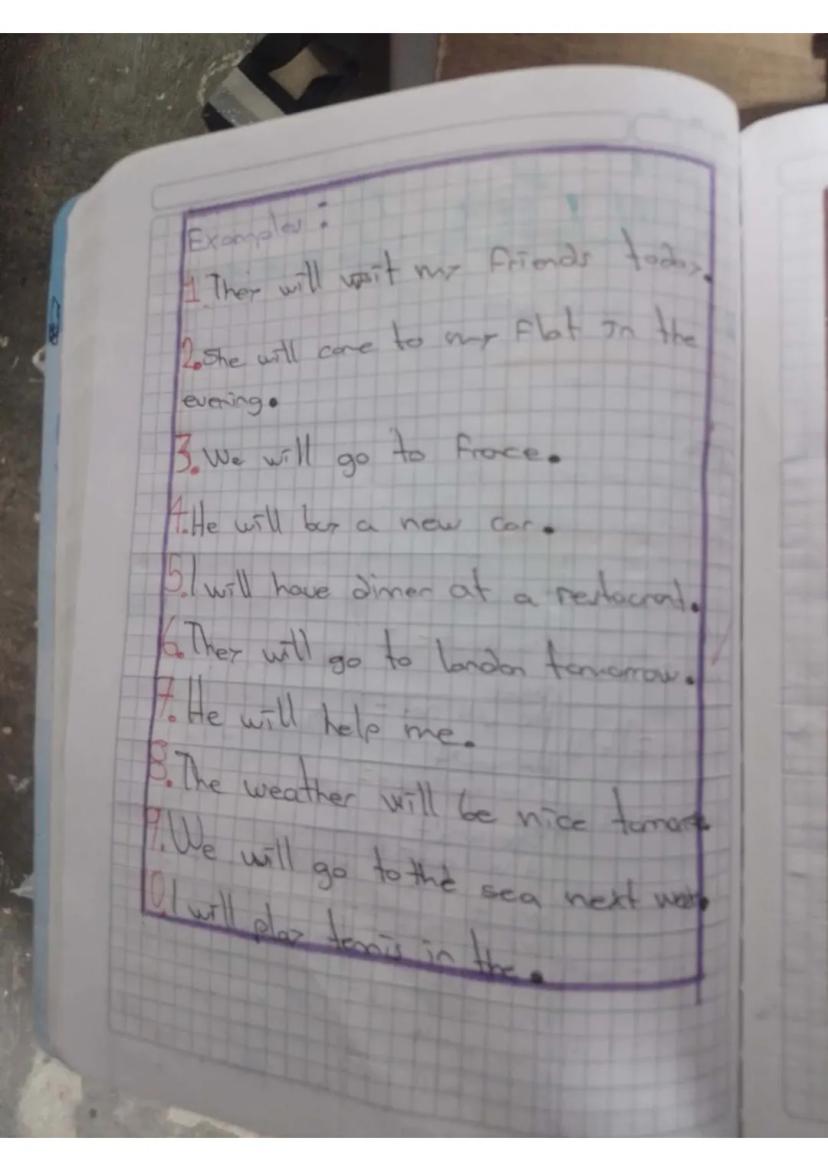 Examples:
1. They will wait my friends today.
2. She will come to my flat in the
evening.
3. We will go to france.
4. He will buy a new car.
5. I will have dinner at a restaurant.
6. They will go to london tomorrow.
7. He will help me.
8. The weather will be nice
9. We will go to the sea next
10. I will play tennis in the.